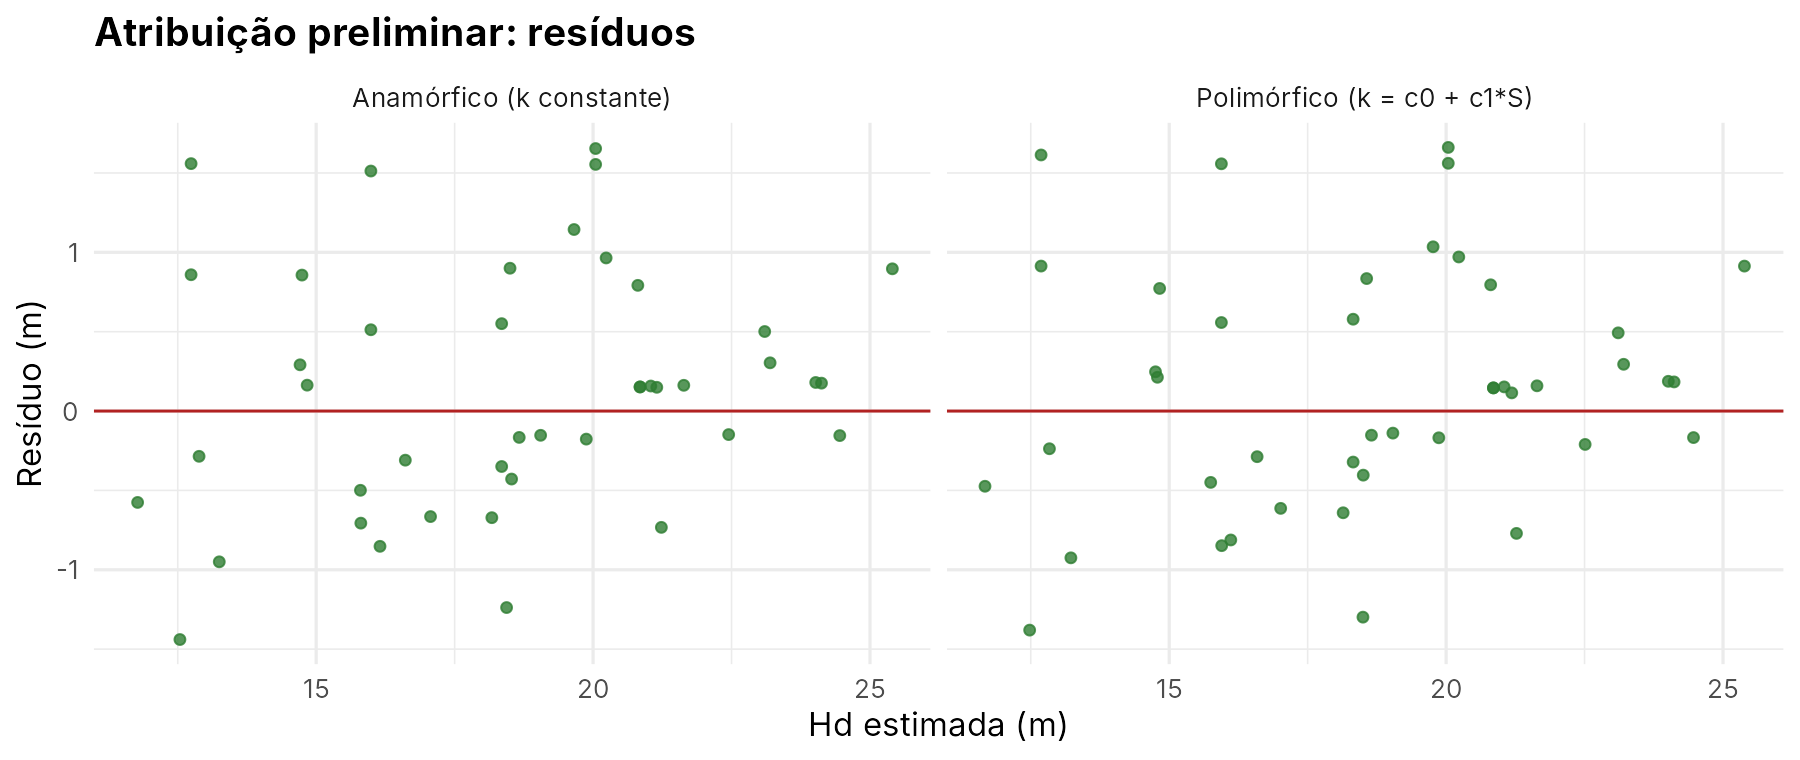 Atribuição preliminar: resíduos
Anamórfico (k constante)
Polimórfico (k = c0 + c1*S)
Resíduo (m)
1
0
-1
15
20
25
15
20
25
Hd estimada (m)